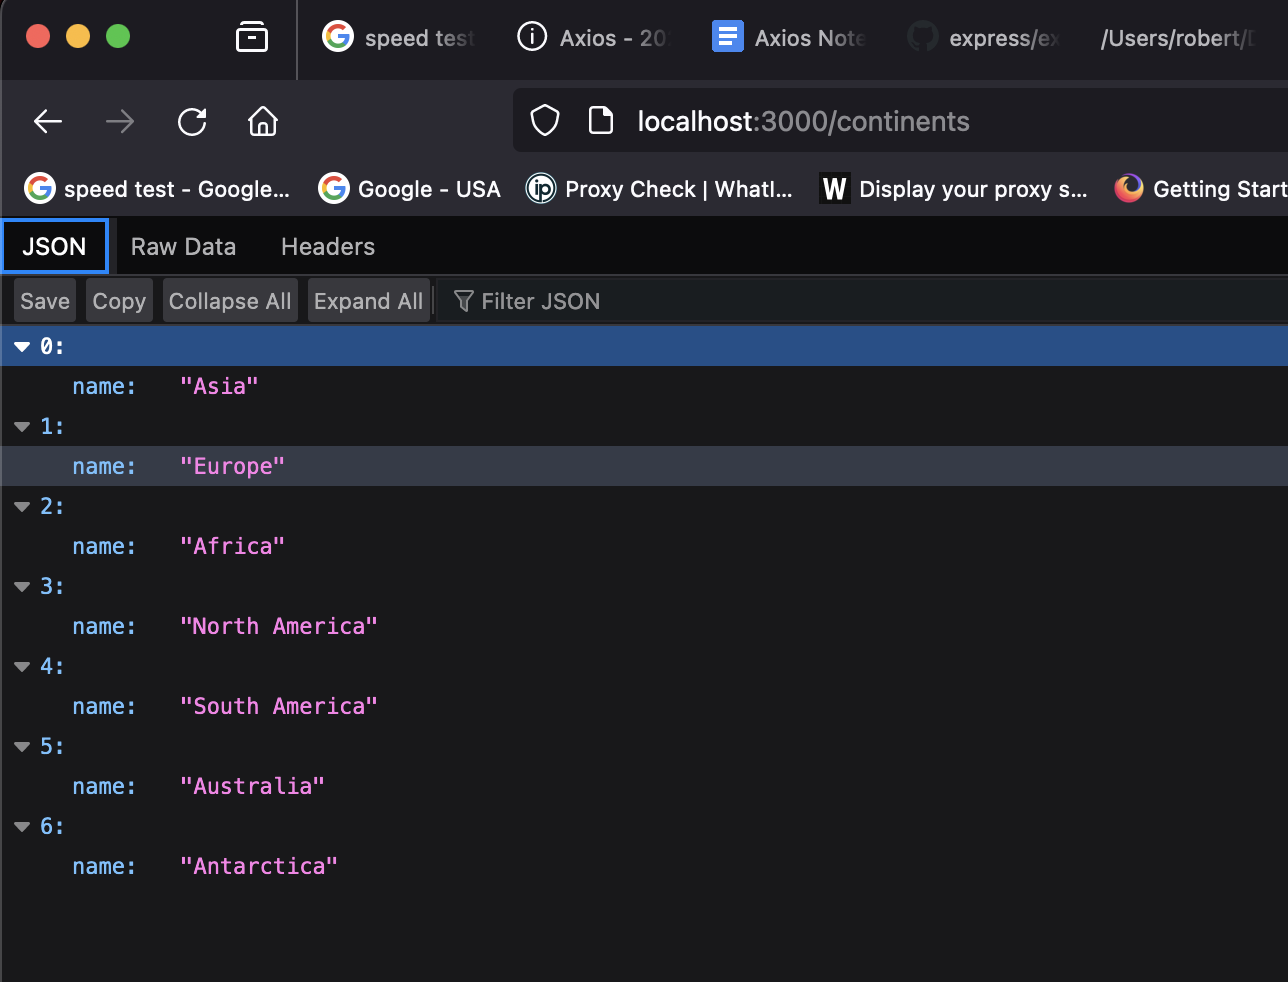 speed test Axios - 20 Axios Note express/ex /Users/robert/
localhost:3000/continents
speed test - Google... Google - USA ip Proxy Check | WhatI... W Display your proxy s... Getting Start
JSON Raw Data Headers
Save Copy Collapse All Expand All Filter JSON
0:
name: "Asia"
1:
name: "Europe"
2:
name: "Africa"
3:
name: "North America"
4:
name: "South America"
5:
name: "Australia"
6:
name: "Antarctica"